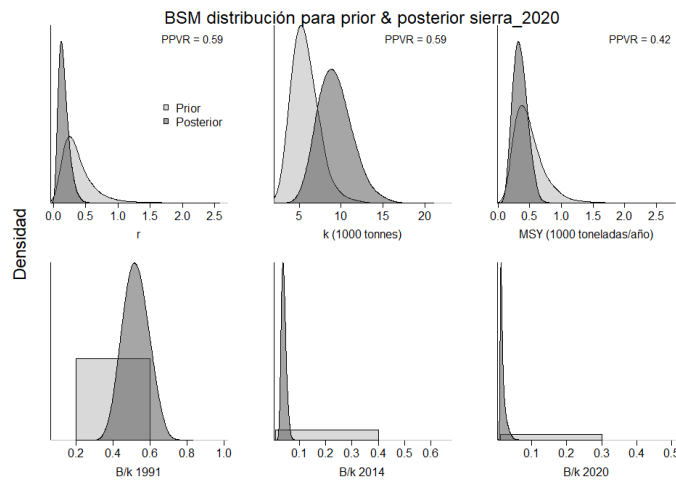 BSM distribución para prior & posterior sierra_2020
PPVR = 0.59
PPVR = 0.59
PPVR = 0.42
Prior
Posterior
0.0 0.5 1.0 1.5 2.0 2.5
r
5 10 15 20
k (1000 tonnes)
0.0 0.5 1.0 1.5 2.0 2.5
MSY (1000 toneladas/año)
Densidad
0.2 0.4 0.6 0.8 1.0
B/k 1991
0.1 0.2 0.3 0.4 0.5 0.6
B/k 2014
0.1 0.2 0.3 0.4 0.5
B/k 2020